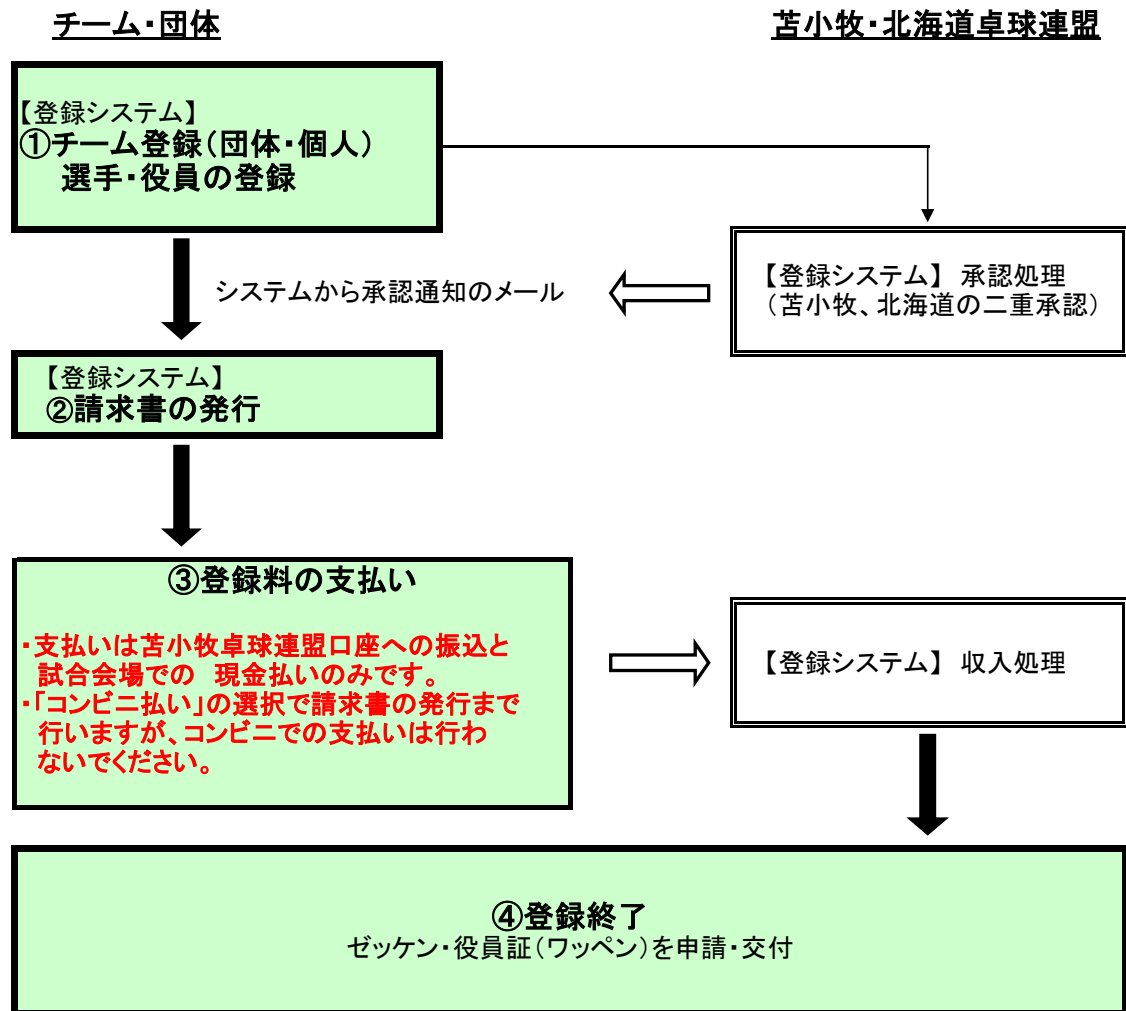 チーム・団体
苫小牧・北海道卓球連盟
【登録システム】
①チーム登録（団体・個人）
選手・役員の登録
システムから承認通知のメール
【登録システム】 承認処理
（苫小牧、北海道の二重承認）
【登録システム】
②請求書の発行
③登録料の支払い
・支払いは苫小牧卓球連盟口座への振込と
試合会場での 現金払いのみです。
・「コンビニ払い」の選択で請求書の発行まで
行いますが、コンビニでの支払いは行わ
ないでください。
【登録システム】 収入処理
④登録終了
ゼッケン・役員証（ワッペン）を申請・交付